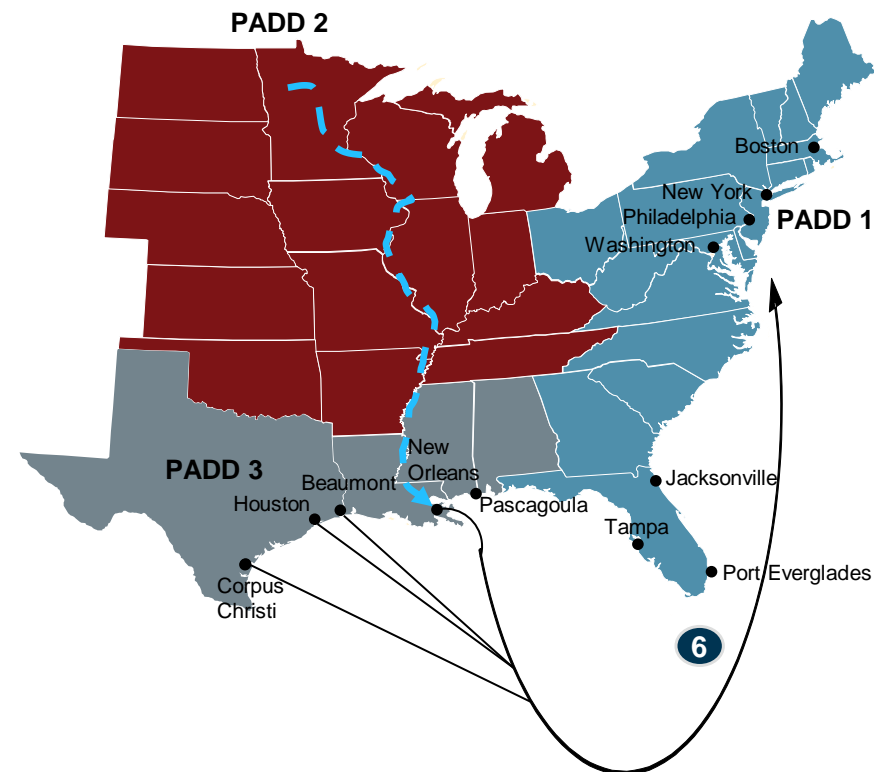 PADD 2
Boston
New York
Philadelphia
PADD 1
Washington
New
Orleans
PADD 3
Beaumont
Houston
Pascagoula
Jacksonville
Tampa
Port Everglades
Corpus
Christi
6